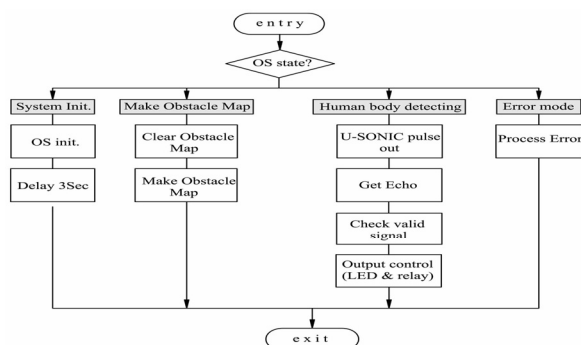 entry
OS state?
System Init.
Make Obstacle Map
Human body detecting
Error mode
OS init.
Clear Obstacle
Map
U-SONIC pulse
out
Process Error
Delay 3Sec
Make Obstacle
Map
Get Echo
Check valid
signal
Output control
(LED & relay)
exit